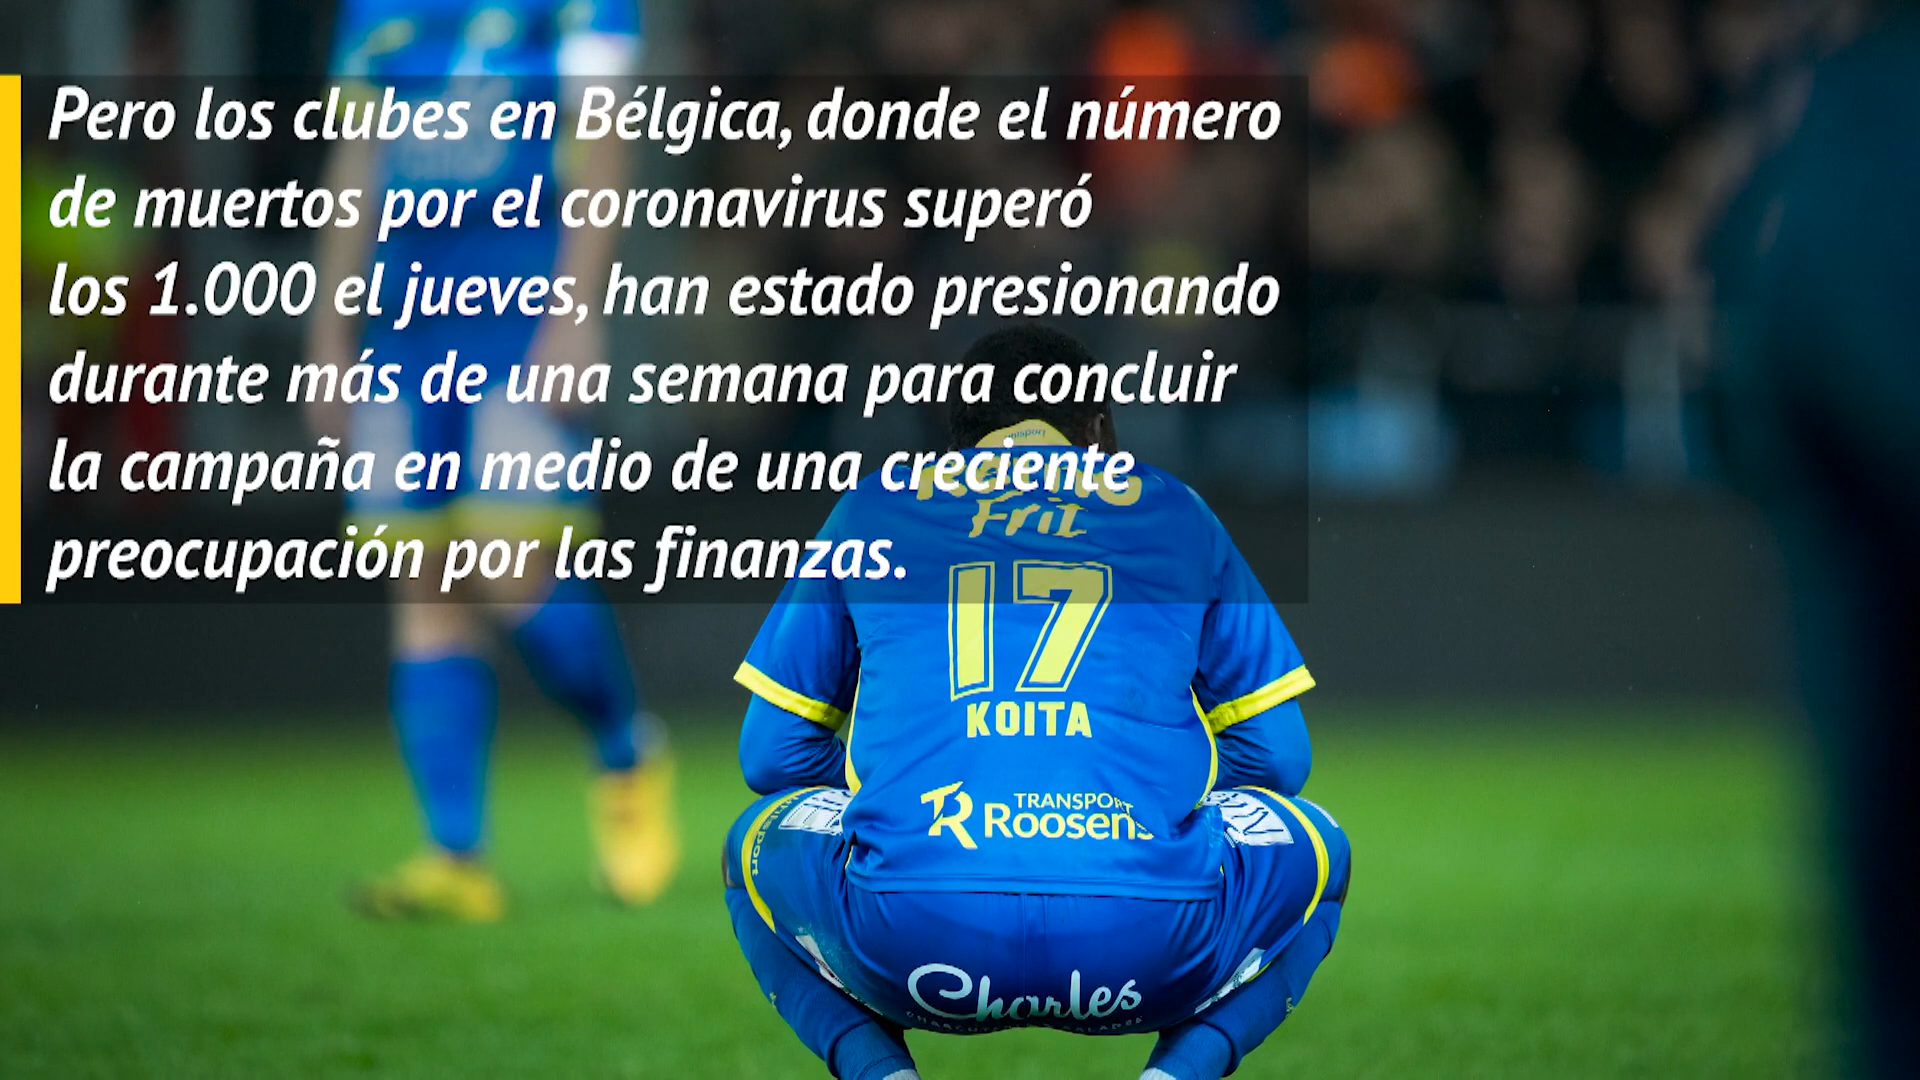 Pero los clubes en Bélgica, donde el número
de muertos por el coronavirus superó
los 1.000 el jueves, han estado presionando
durante más de una semana para concluir
la campaña en medio de una creciente
preocupación por las finanzas.
Frit
17
KOITA
TRANSPORT
Roosens
Charles